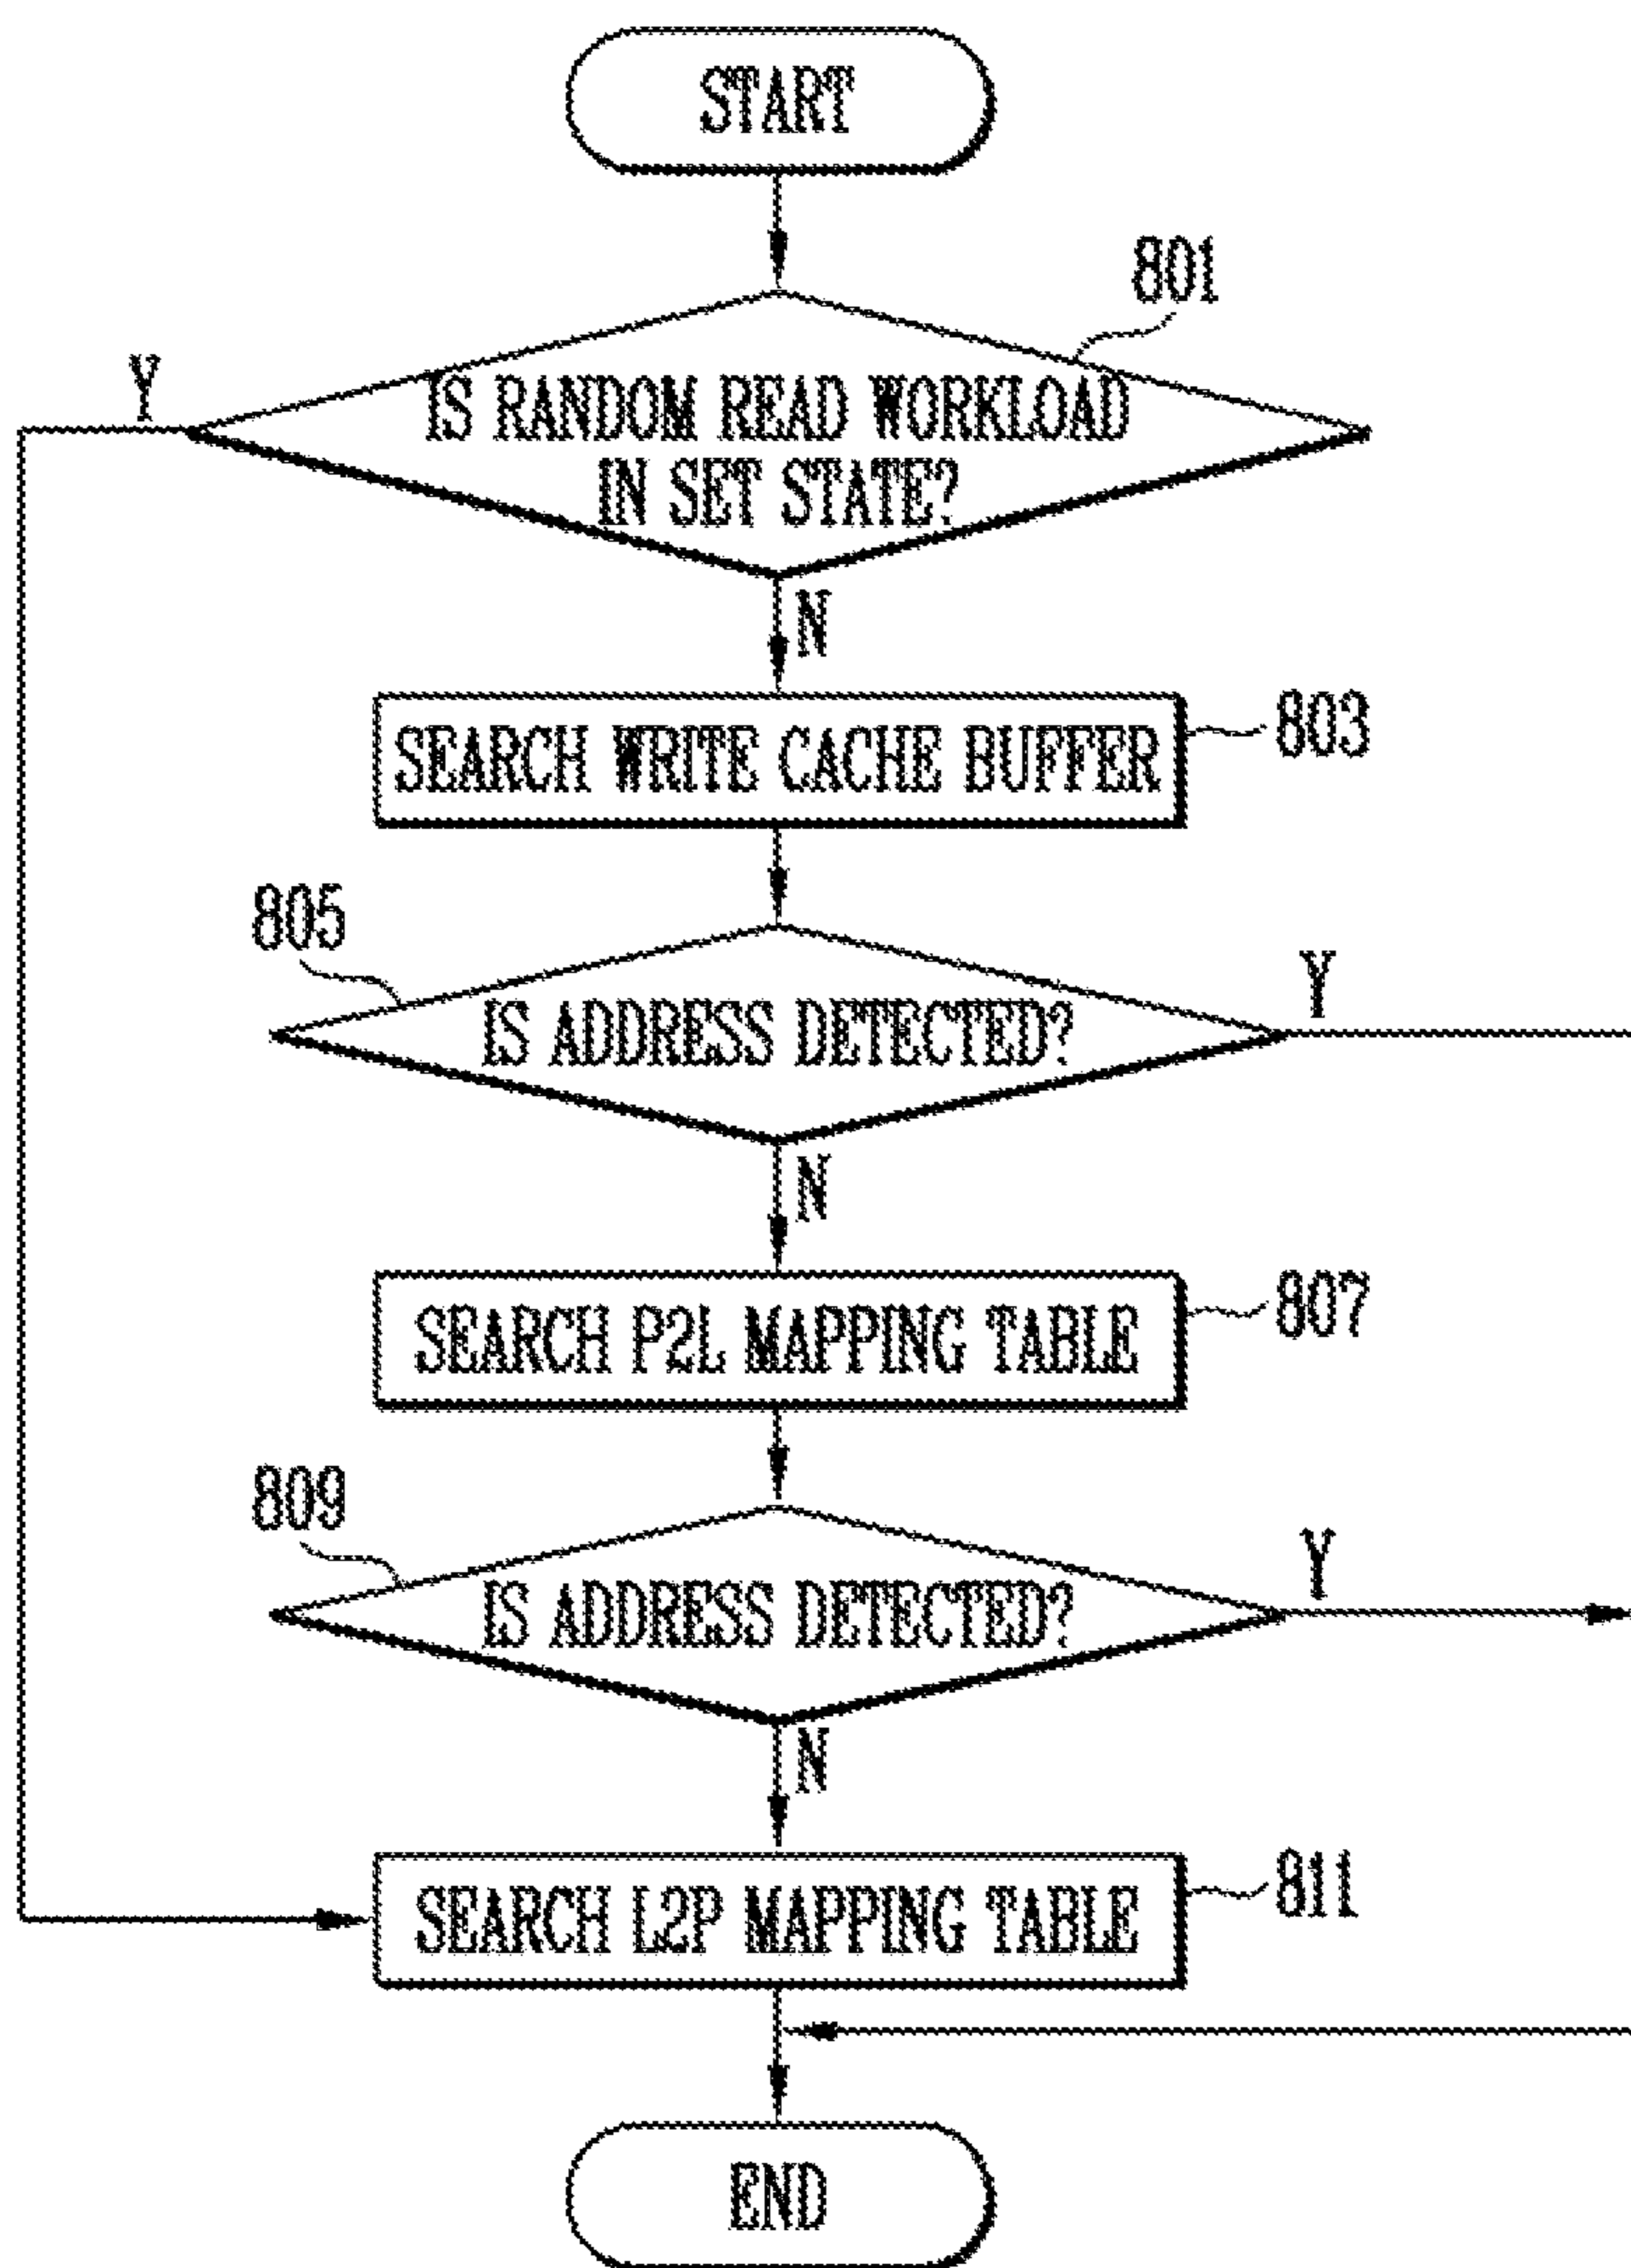 START
801
Y
IS RANDOM READ WORKLOAD
IN SET STATE?
N
SEARCH WRITE CACHE BUFFER
803
805
IS ADDRESS DETECTED?
Y
N
SEARCH P2L MAPPING TABLE
807
809
IS ADDRESS DETECTED?
Y
N
SEARCH L2P MAPPING TABLE
811
END